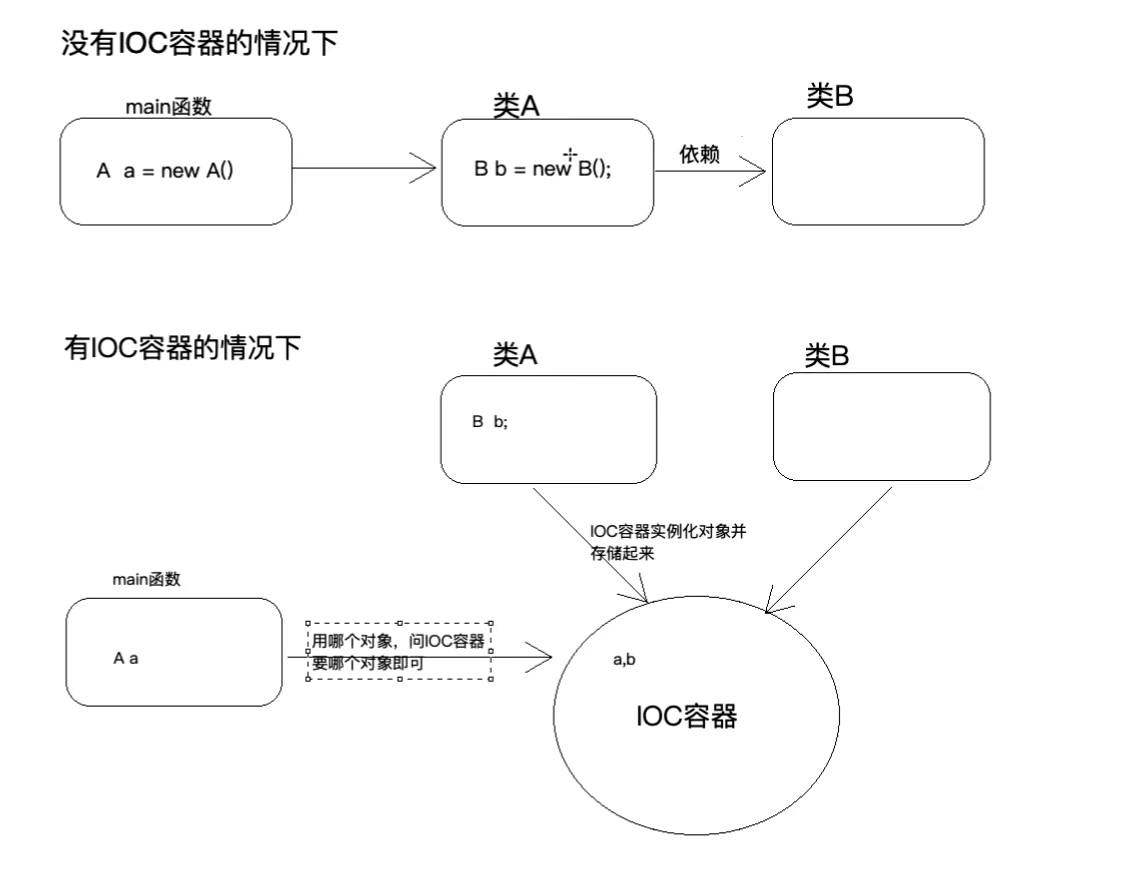 没有IOC容器的情况下
main函数
类A
类B
A a = new A()
B b = new B();
依赖
有IOC容器的情况下
类A
类B
B b;
IOC容器实例化对象并
存储起来
main函数
用哪个对象，问IOC容器
要哪个对象即可
A a
a,b
IOC容器